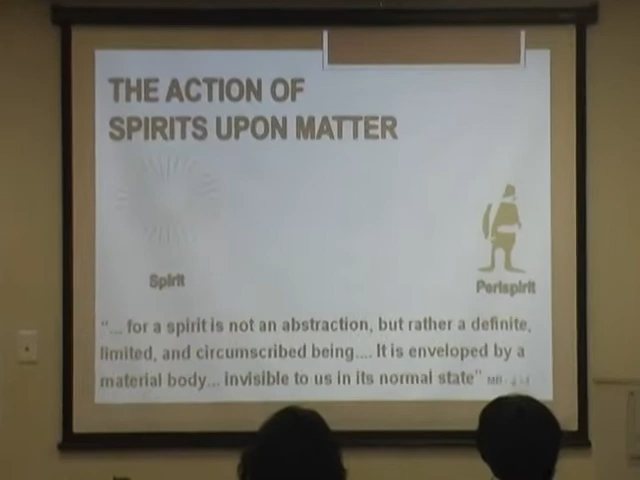 THE ACTION OF
SPIRITS UPON MATTER
Spirit
Perispirit
"... for a spirit is not an abstraction, but rather a definite,
limited, and circumscribed being.... It is enveloped by a
material body... invisible to us in its normal state"